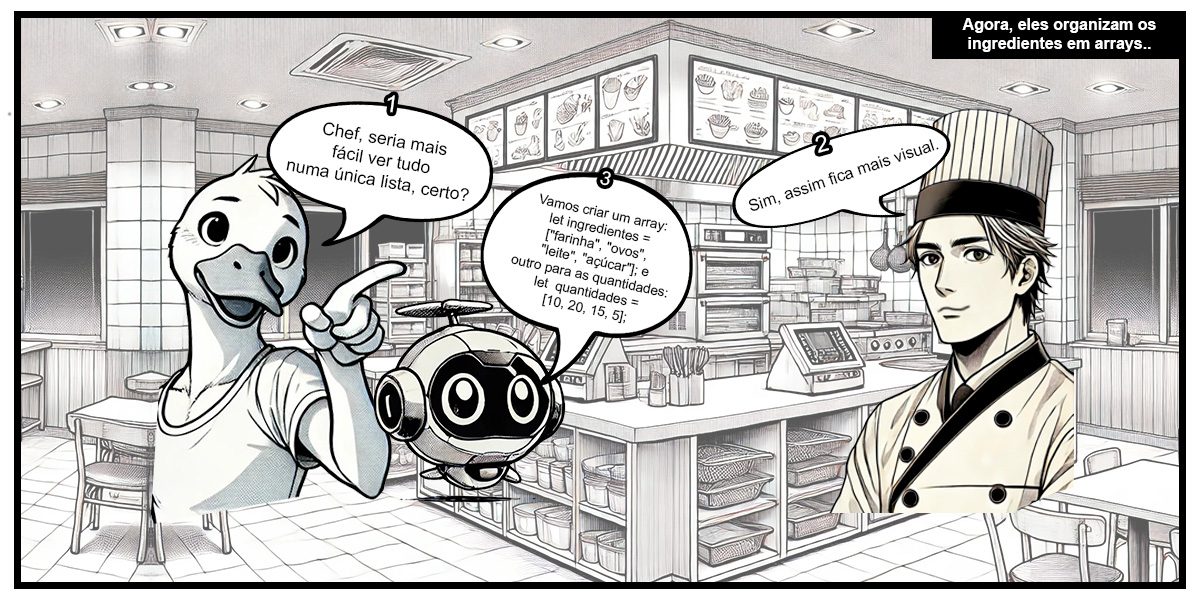 Agora, eles organizam os
ingredientes em arrays..
1
Chef, seria mais
fácil ver tudo
numa única lista, certo?
2
Sim, assim fica mais visual.
3
Vamos criar um array:
let ingredientes =
["farinha", "ovos",
"leite", "açúcar"]; e
outro para as quantidades:
let quantidades =
[10, 20, 15, 5];